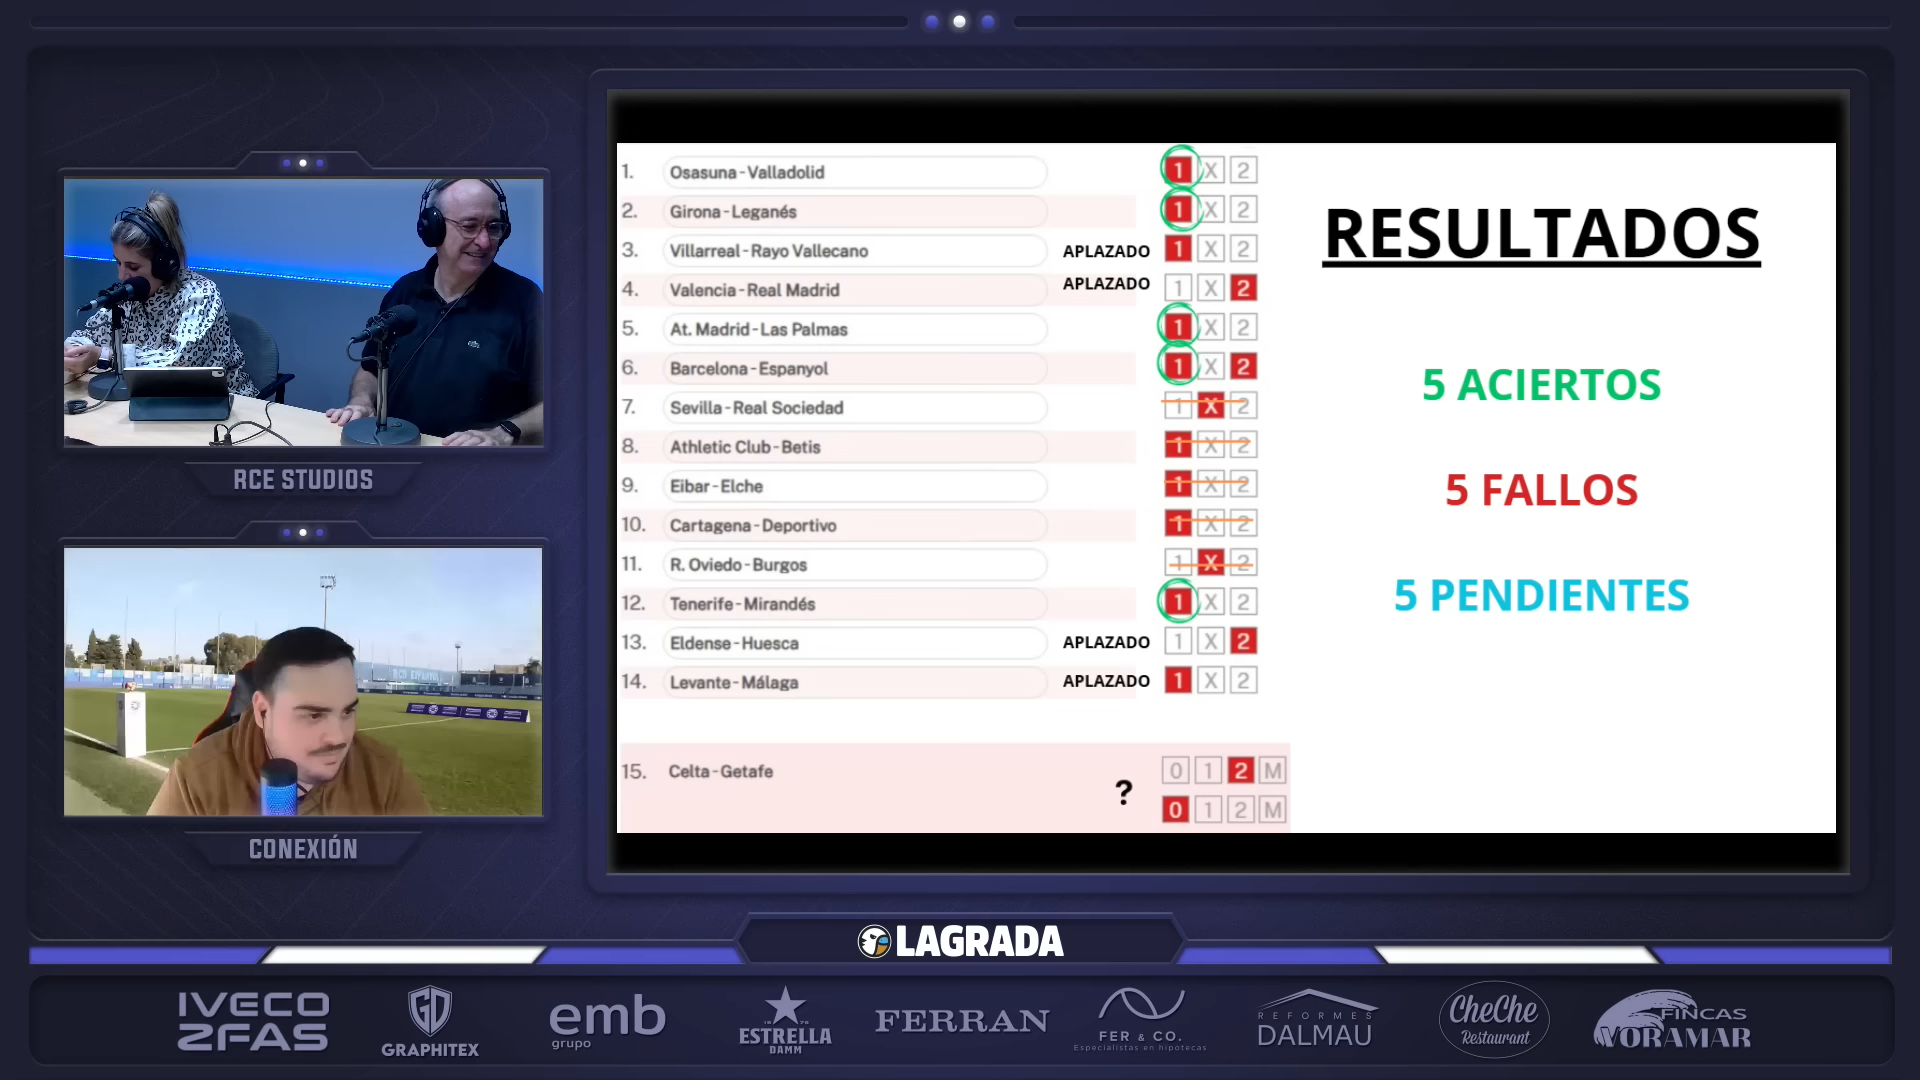 1. Osasuna - Valladolid 1 X 2
2. Girona - Leganés 1 X 2
3. Villarreal - Rayo Vallecano APLAZADO 1 X 2
4. Valencia - Real Madrid APLAZADO 1 X 2
5. At. Madrid - Las Palmas 1 X 2
6. Barcelona - Espanyol 1 X 2
7. Sevilla - Real Sociedad 1 X 2
8. Athletic Club - Betis 1 X 2
9. Eibar - Elche 1 X 2
10. Cartagena - Deportivo 1 X 2
11. R. Oviedo - Burgos 1 X 2
12. Tenerife - Mirandés 1 X 2
13. Eldense - Huesca APLAZADO 1 X 2
14. Levante - Málaga APLAZADO 1 X 2
15. Celta - Getafe ? 0 1 2 M
0 1 2 M
RESULTADOS
5 ACIERTOS
5 FALLOS
5 PENDIENTES
RCE STUDIOS
RCD ESPANYOL
CONEXIÓN
LAGRADA
IVECO
2FAS
GD
GRAPHITEX
emb
grupo
1876
ESTRELLA
DAMM
FERRAN
FER & CO.
Especialistas en hipotecas
REFORMES
DALMAU
CheChe
Restaurant
FINCAS
VORAMAR